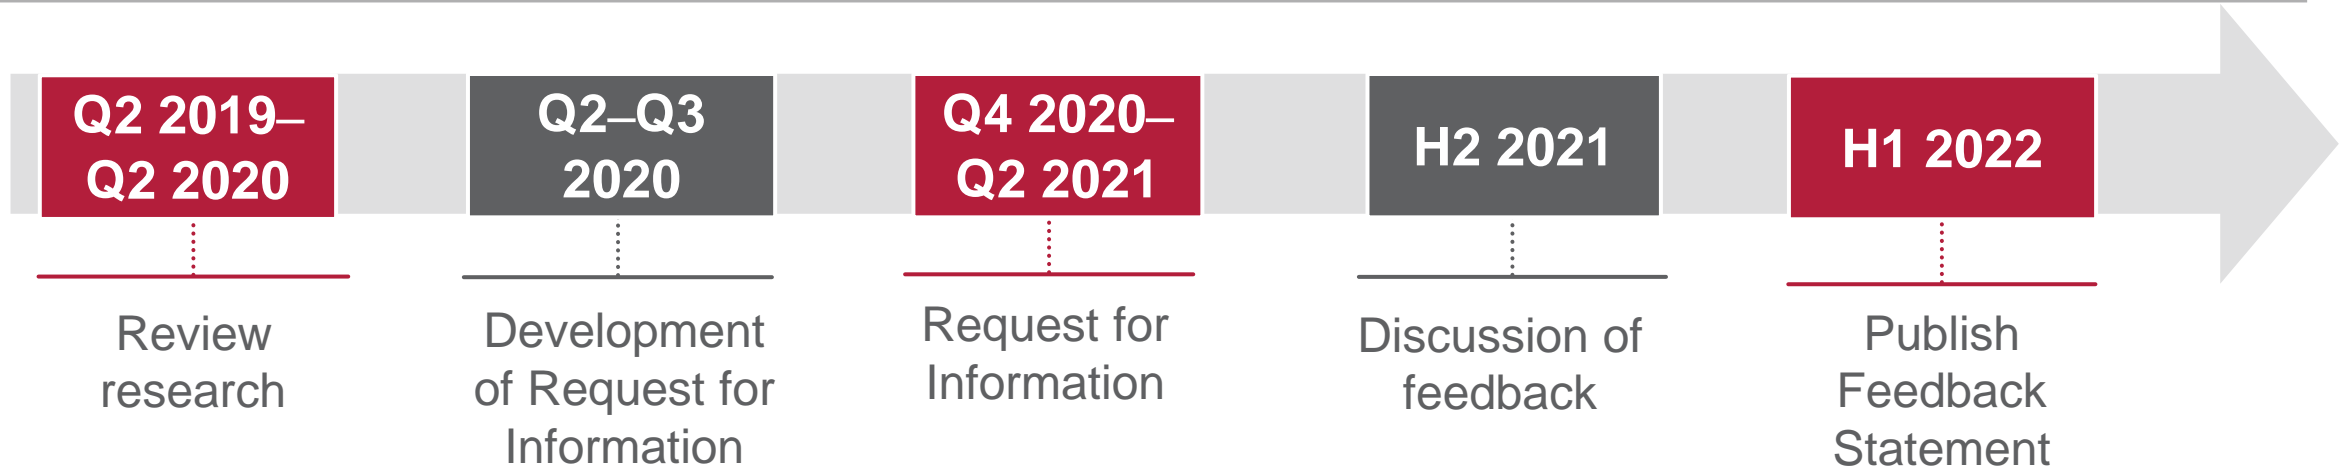 Q2 2019–
Q2 2020
Q2–Q3
2020
Q4 2020–
Q2 2021
H2 2021
H1 2022
Review
research
Development
of Request for
Information
Request for
Information
Discussion of
feedback
Publish
Feedback
Statement